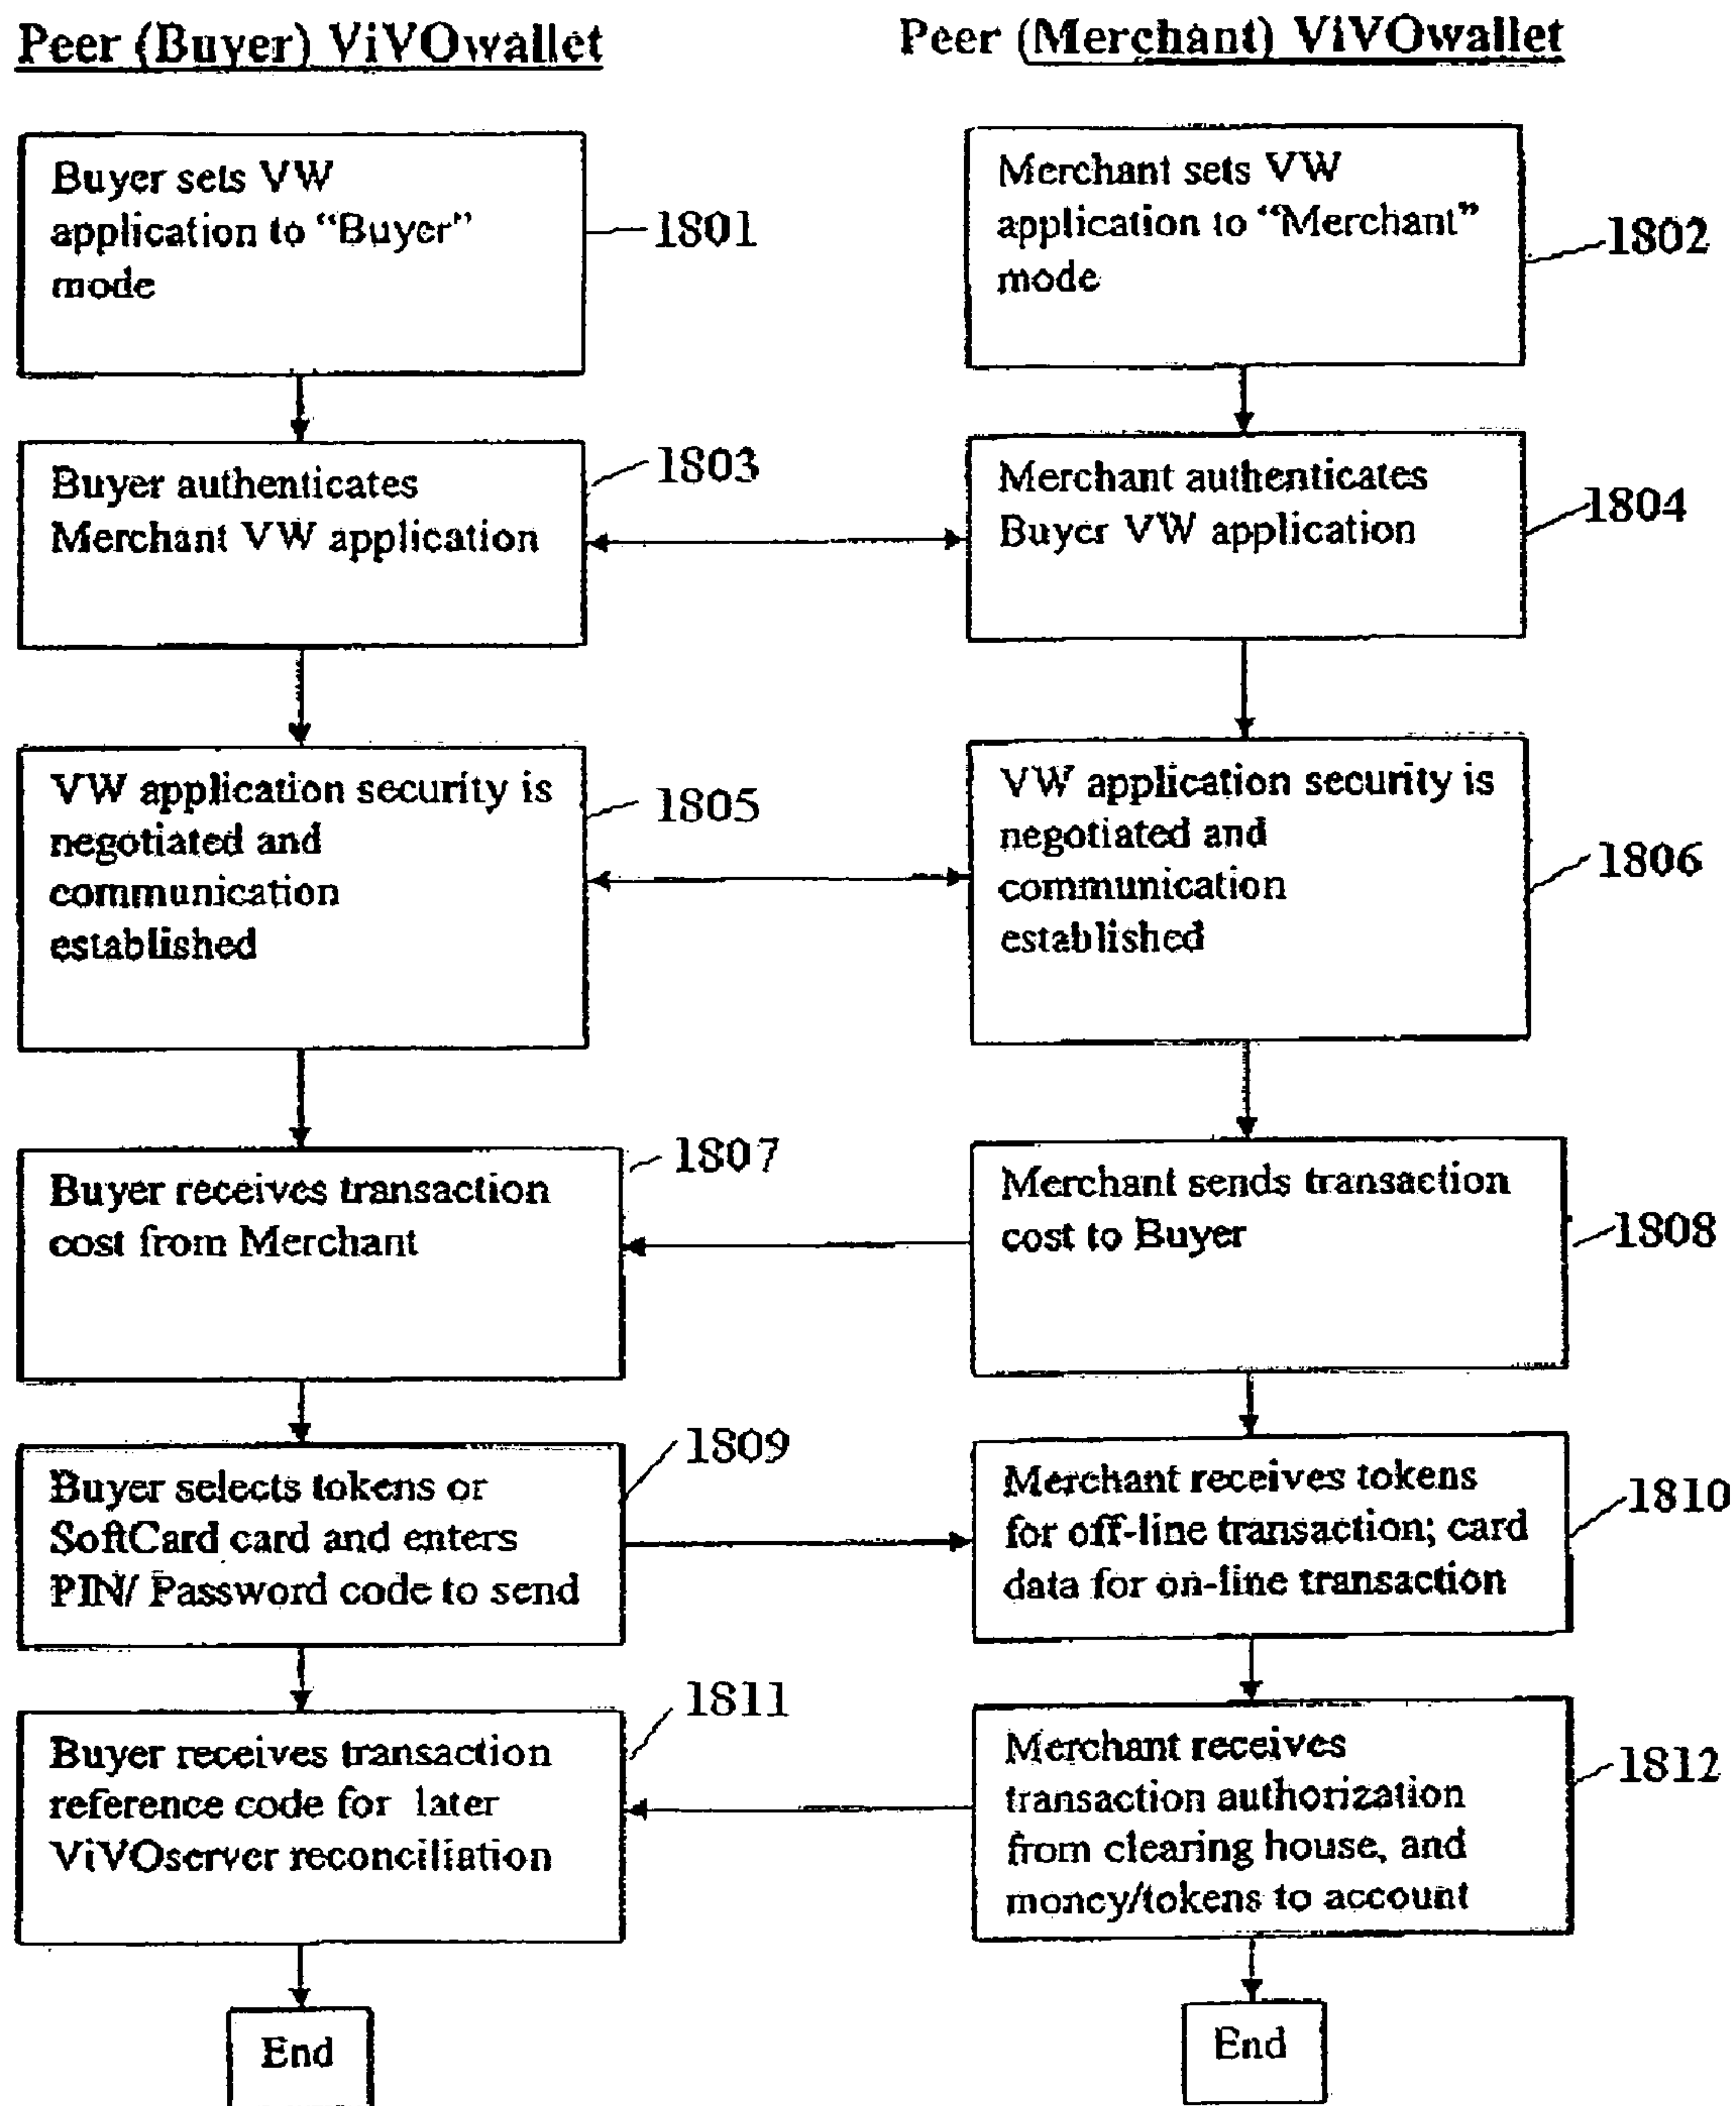 Peer (Buyer) ViVOwallet
Peer (Merchant) ViVOwallet
Buyer sets VW
application to “Buyer”
mode
1801
Merchant sets VW
application to “Merchant”
mode
1802
Buyer authenticates
Merchant VW application
1803
Merchant authenticates
Buyer VW application
1804
VW application security is
negotiated and
communication
established
1805
VW application security is
negotiated and
communication
established
1806
Buyer receives transaction
cost from Merchant
1807
Merchant sends transaction
cost to Buyer
1808
Buyer selects tokens or
SoftCard card and enters
PIN/ Password code to send
1809
Merchant receives tokens
for off-line transaction; card
data for on-line transaction
1810
Buyer receives transaction
reference code for later
ViVOserver reconciliation
1811
Merchant receives
transaction authorization
from clearing house, and
money/tokens to account
1812
End
End